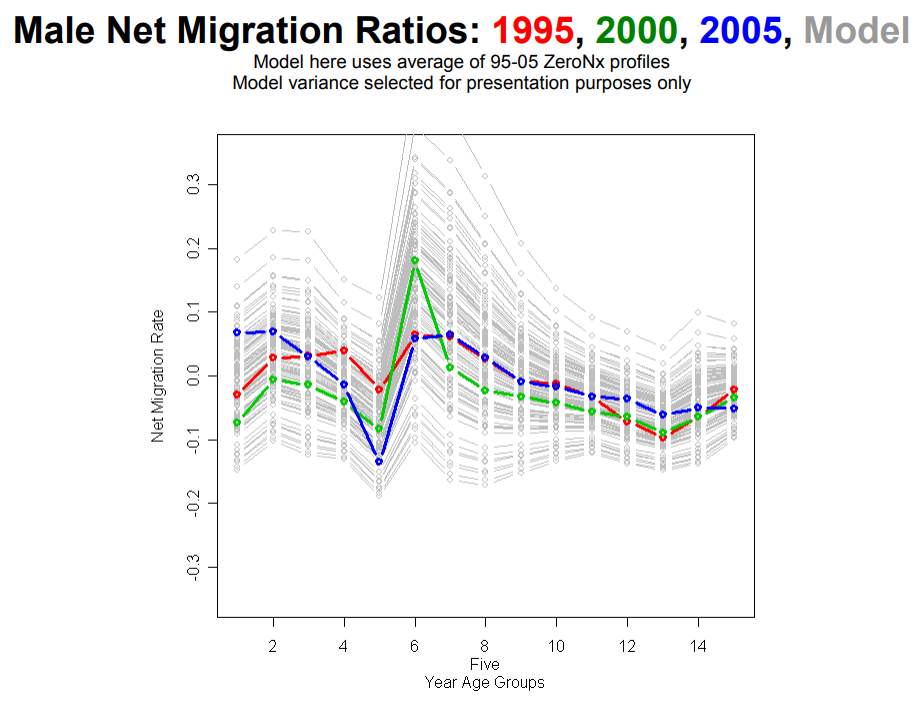 Male Net Migration Ratios: 1995, 2000, 2005, Model
Model here uses average of 95-05 ZeroNx profiles
Model variance selected for presentation purposes only
0.3
0.2
0.1
0.0
-0.1
-0.2
-0.3
Net Migration Rate
2 4 6 8 10 12 14
Five
Year Age Groups